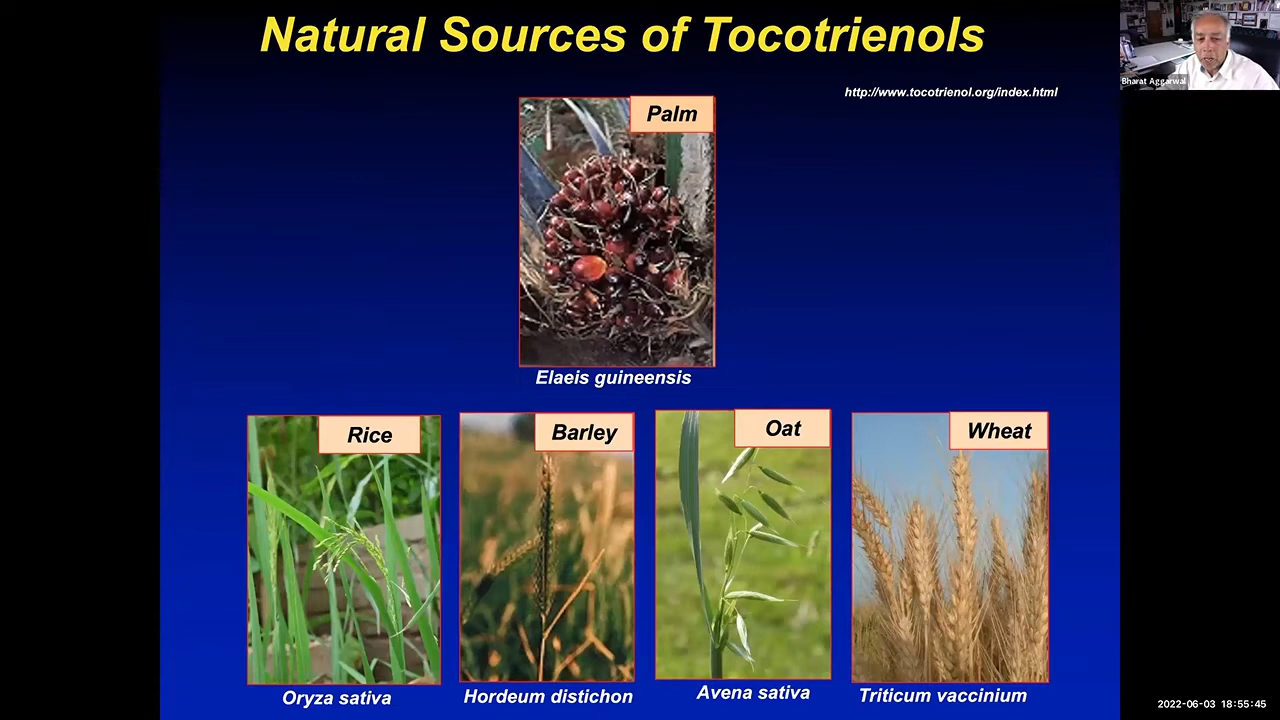 Natural Sources of Tocotrienols
Bharat Aggarwal
http://www.tocotrienol.org/index.html
Palm
Elaeis guineensis
Rice
Barley
Oat
Wheat
Oryza sativa
Hordeum distichon
Avena sativa
Triticum vaccinium
2022-06-03 18:55:45